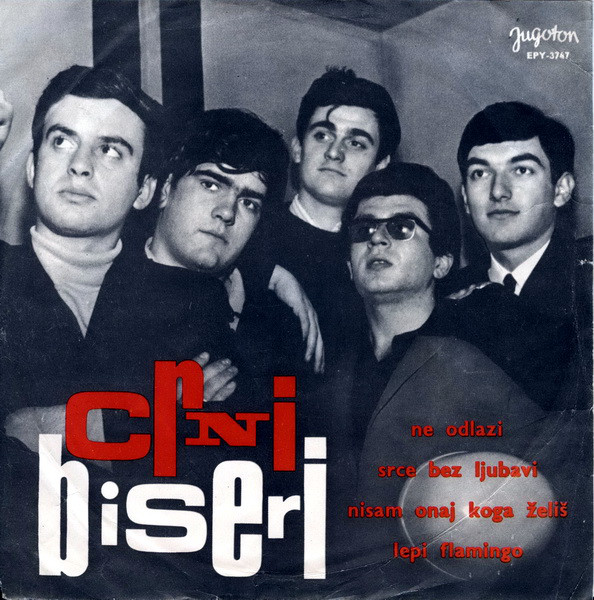 Jugoton
EPY-3747
crni
biseri
ne odlazi
srce bez ljubavi
nisam onaj koga želiš
lepi flamingo